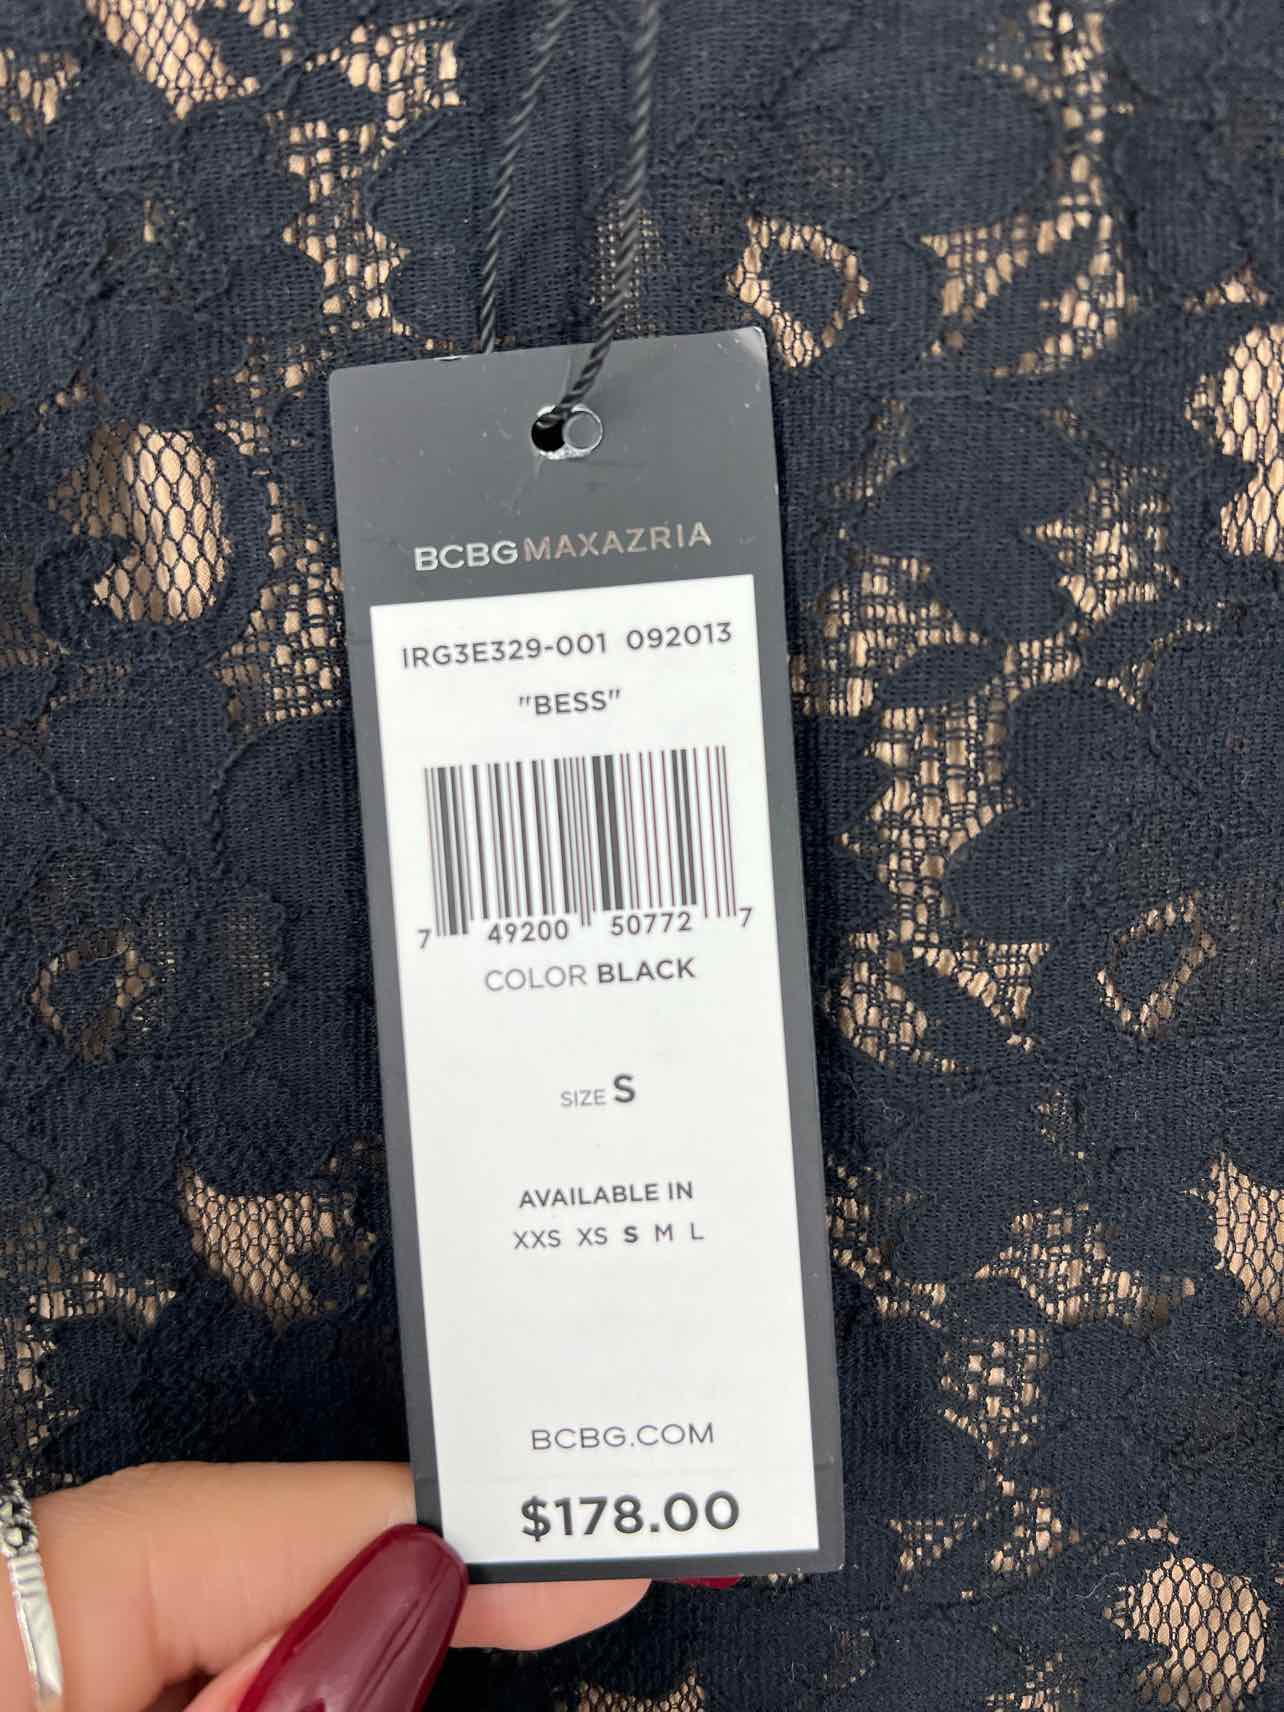 BCBGMAXAZRIA
IRG3E329-001 092013
"BESS"
7 49200 50772 7
COLOR BLACK
SIZE S
AVAILABLE IN
XXS XS S M L
BCBG.COM
$178.00